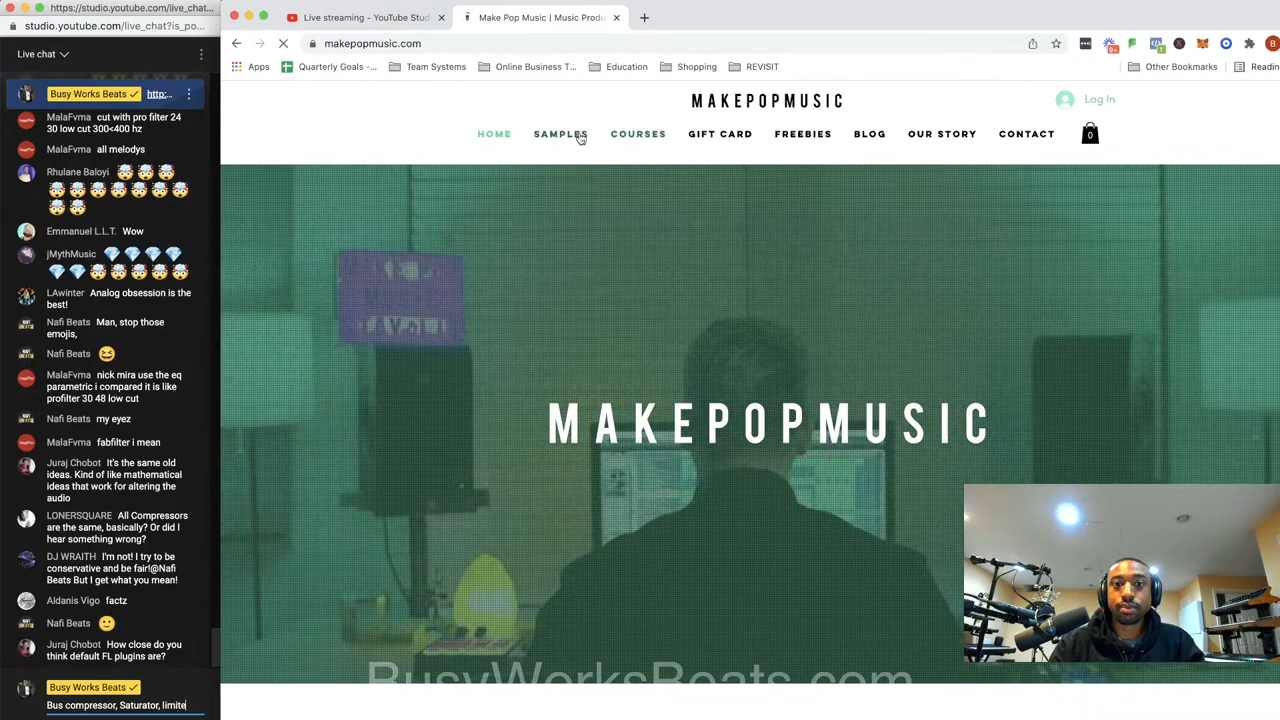 https://studio.youtube.com/live_chat...
studio.youtube.com/live_chat?is_po...
Live chat
Busy Works Beats http:...
MalaFvma cut with pro filter 24
30 low cut 300<400 hz
MalaFvma all melodys
Rhulane Baloyi 🤯 🤯 🤯
🤯 🤯 🤯 🤯 🤯 🤯 🤯
🤯 🤯
Emmanuel L.L.T. Wow
jMythMusic 💎 💎 💎 💎
💎 💎 🤯 🤯 🤯 🤯 🤯
LAwinter Analog obsession is the
best!
Nafi Beats Man, stop those
emojis,
Nafi Beats 😆
MalaFvma nick mira use the eq
parametric i compared it is like
profilter 30 48 low cut
Nafi Beats my eyez
MalaFvma fabfilter i mean
Juraj Chobot It's the same old
ideas. Kind of like mathematical
ideas that work for altering the
audio
LONERSQUARE All Compressors
are the same, basically? Or did I
hear something wrong?
DJ WRAITH I'm not! I try to be
conservative and be fair!@Nafi
Beats But I get what you mean!
Aldanis Vigo factz
Nafi Beats 🙂
Juraj Chobot How close do you
think default FL plugins are?
Busy Works Beats
Bus compressor, Saturator, limite
Live streaming - YouTube Stud
Make Pop Music | Music Produ
makepopmusic.com
9+
B
Apps Quarterly Goals -... Team Systems Online Business T... Education Shopping REVISIT Other Bookmarks Readin
MAKEPOPMUSIC
Log In
HOME SAMPLES COURSES GIFT CARD FREEBIES BLOG OUR STORY CONTACT 0
MAKEPOPMUSIC
BusyWorksBeats.com